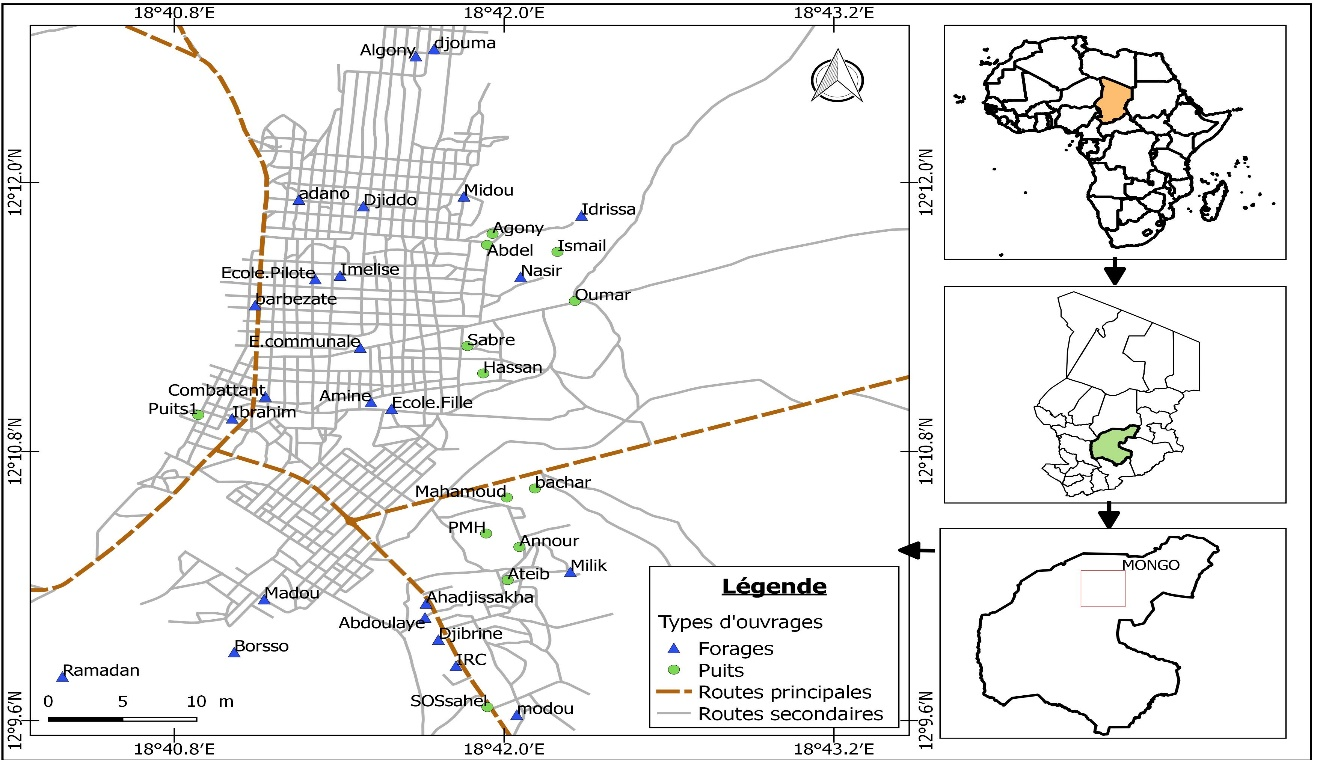 18°40.8′E 18°42.0′E 18°43.2′E
Algony djouma
12°12.0′N 12°12.0′N
adano Djiddo Midou
Idrissa
Agony
Abdel Ismail
Ecole.Pilote Imelise Nasir
barbezate Oumar
E.communale Sabre
Hassan
Combattant Amine Ecole.Fille
Puits1 Ibrahim
12°10.8′N 12°10.8′N
Mahamoud bachar
PMH Annour
Ateib Milik
Madou Ahadjissakha
Abdoulaye Djibrine
Borsso IRC
Ramadan
SOSsahel modou
0 5 10 m
12°9.6′N 12°9.6′N
18°40.8′E 18°42.0′E 18°43.2′E
Légende
Types d'ouvrages
Forages
Puits
Routes principales
Routes secondaires
MONGO